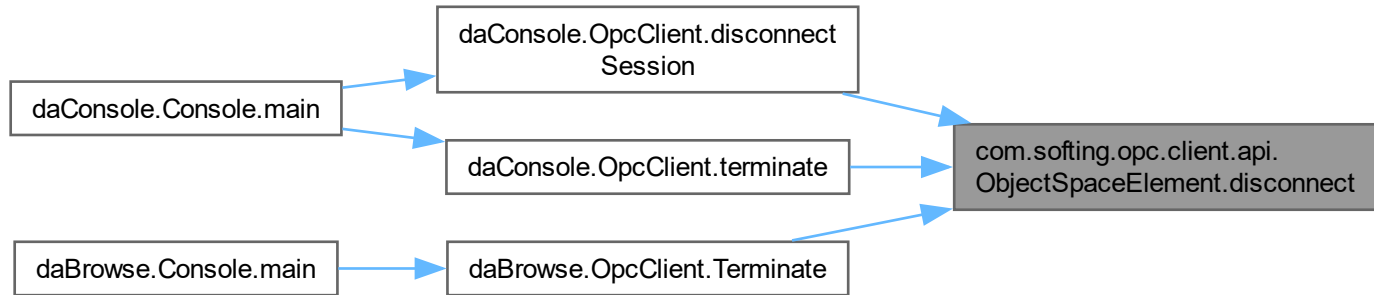 daConsole.OpcClient.disconnect
Session
daConsole.Console.main
daConsole.OpcClient.terminate
com.softing.opc.client.api.
ObjectSpaceElement.disconnect
daBrowse.Console.main
daBrowse.OpcClient.Terminate